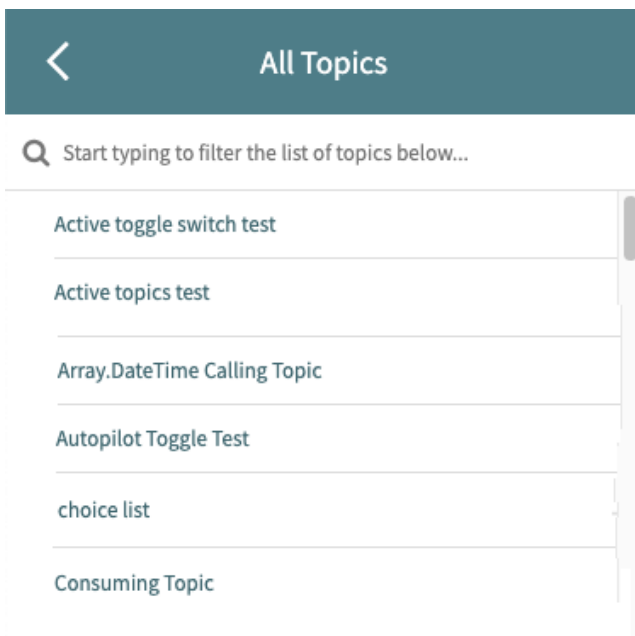 All Topics
Start typing to filter the list of topics below...
Active toggle switch test
Active topics test
Array.DateTime Calling Topic
Autopilot Toggle Test
choice list
Consuming Topic